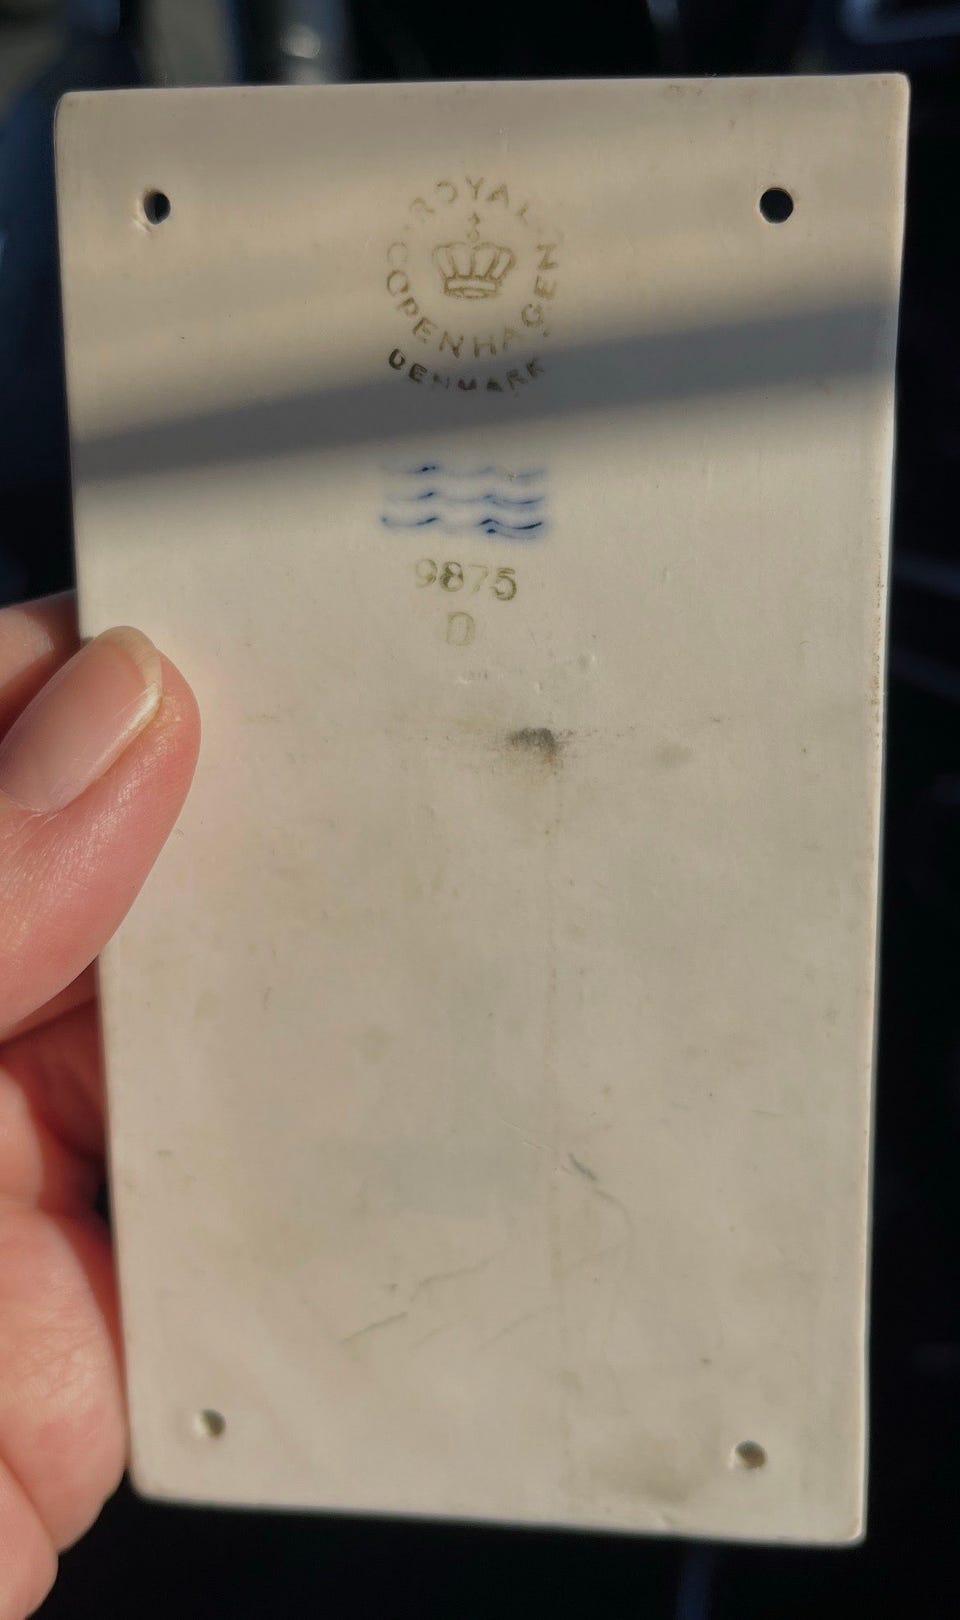 ROYAL
COPENHAGEN
DENMARK
9875
D